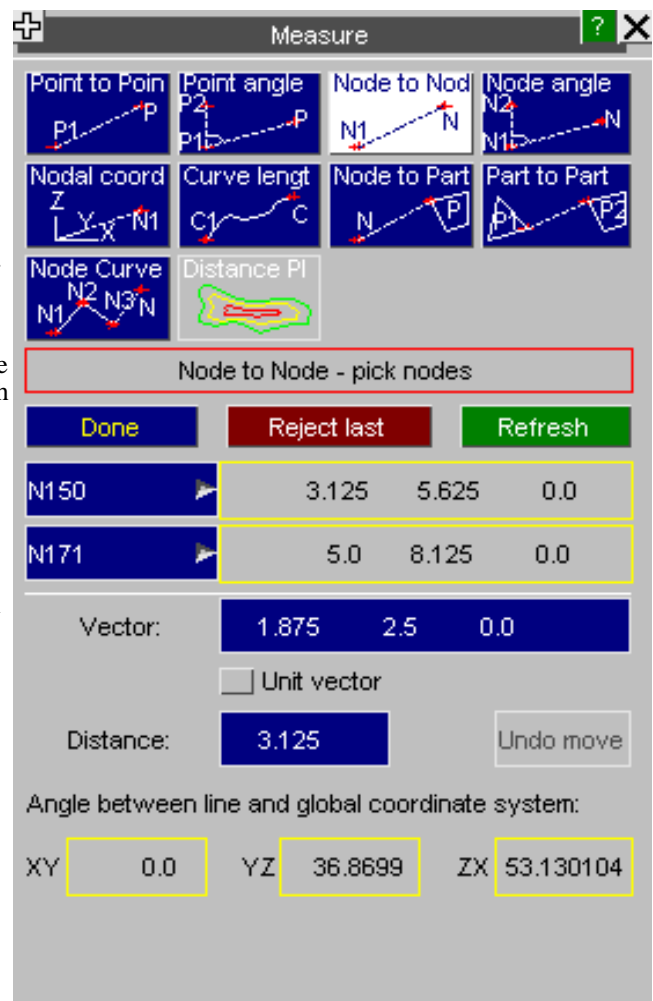 Measure ?
Point to Poin Point angle Node to Nod Node angle
P1 P P2 P1 P N1 N N2 N1 N
Nodal coord Curve lengt Node to Part Part to Part
Z Y X N1 C1 C N P P1 P2
Node Curve Distance Pl
N1 N2 N3 N
e
Node to Node - pick nodes
n
Done Reject last Refresh
N150 3.125 5.625 0.0
N171 5.0 8.125 0.0
Vector: 1.875 2.5 0.0
Unit vector
Distance: 3.125 Undo move
Angle between line and global coordinate system:
XY 0.0 YZ 36.8699 ZX 53.130104